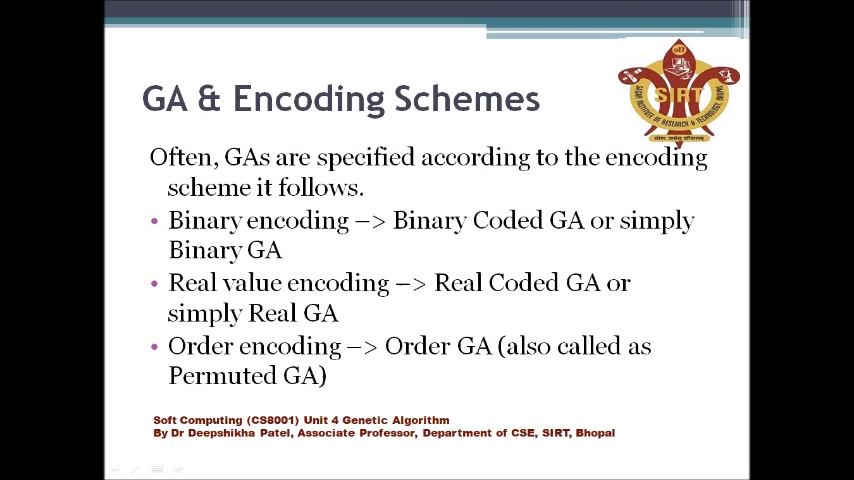 GA & Encoding Schemes
SIRT
Often, GAs are specified according to the encoding
scheme it follows.
• Binary encoding –> Binary Coded GA or simply
Binary GA
• Real value encoding –> Real Coded GA or
simply Real GA
• Order encoding –> Order GA (also called as
Permuted GA)
Soft Computing (CS8001) Unit 4 Genetic Algorithm
By Dr Deepshikha Patel, Associate Professor, Department of CSE, SIRT, Bhopal